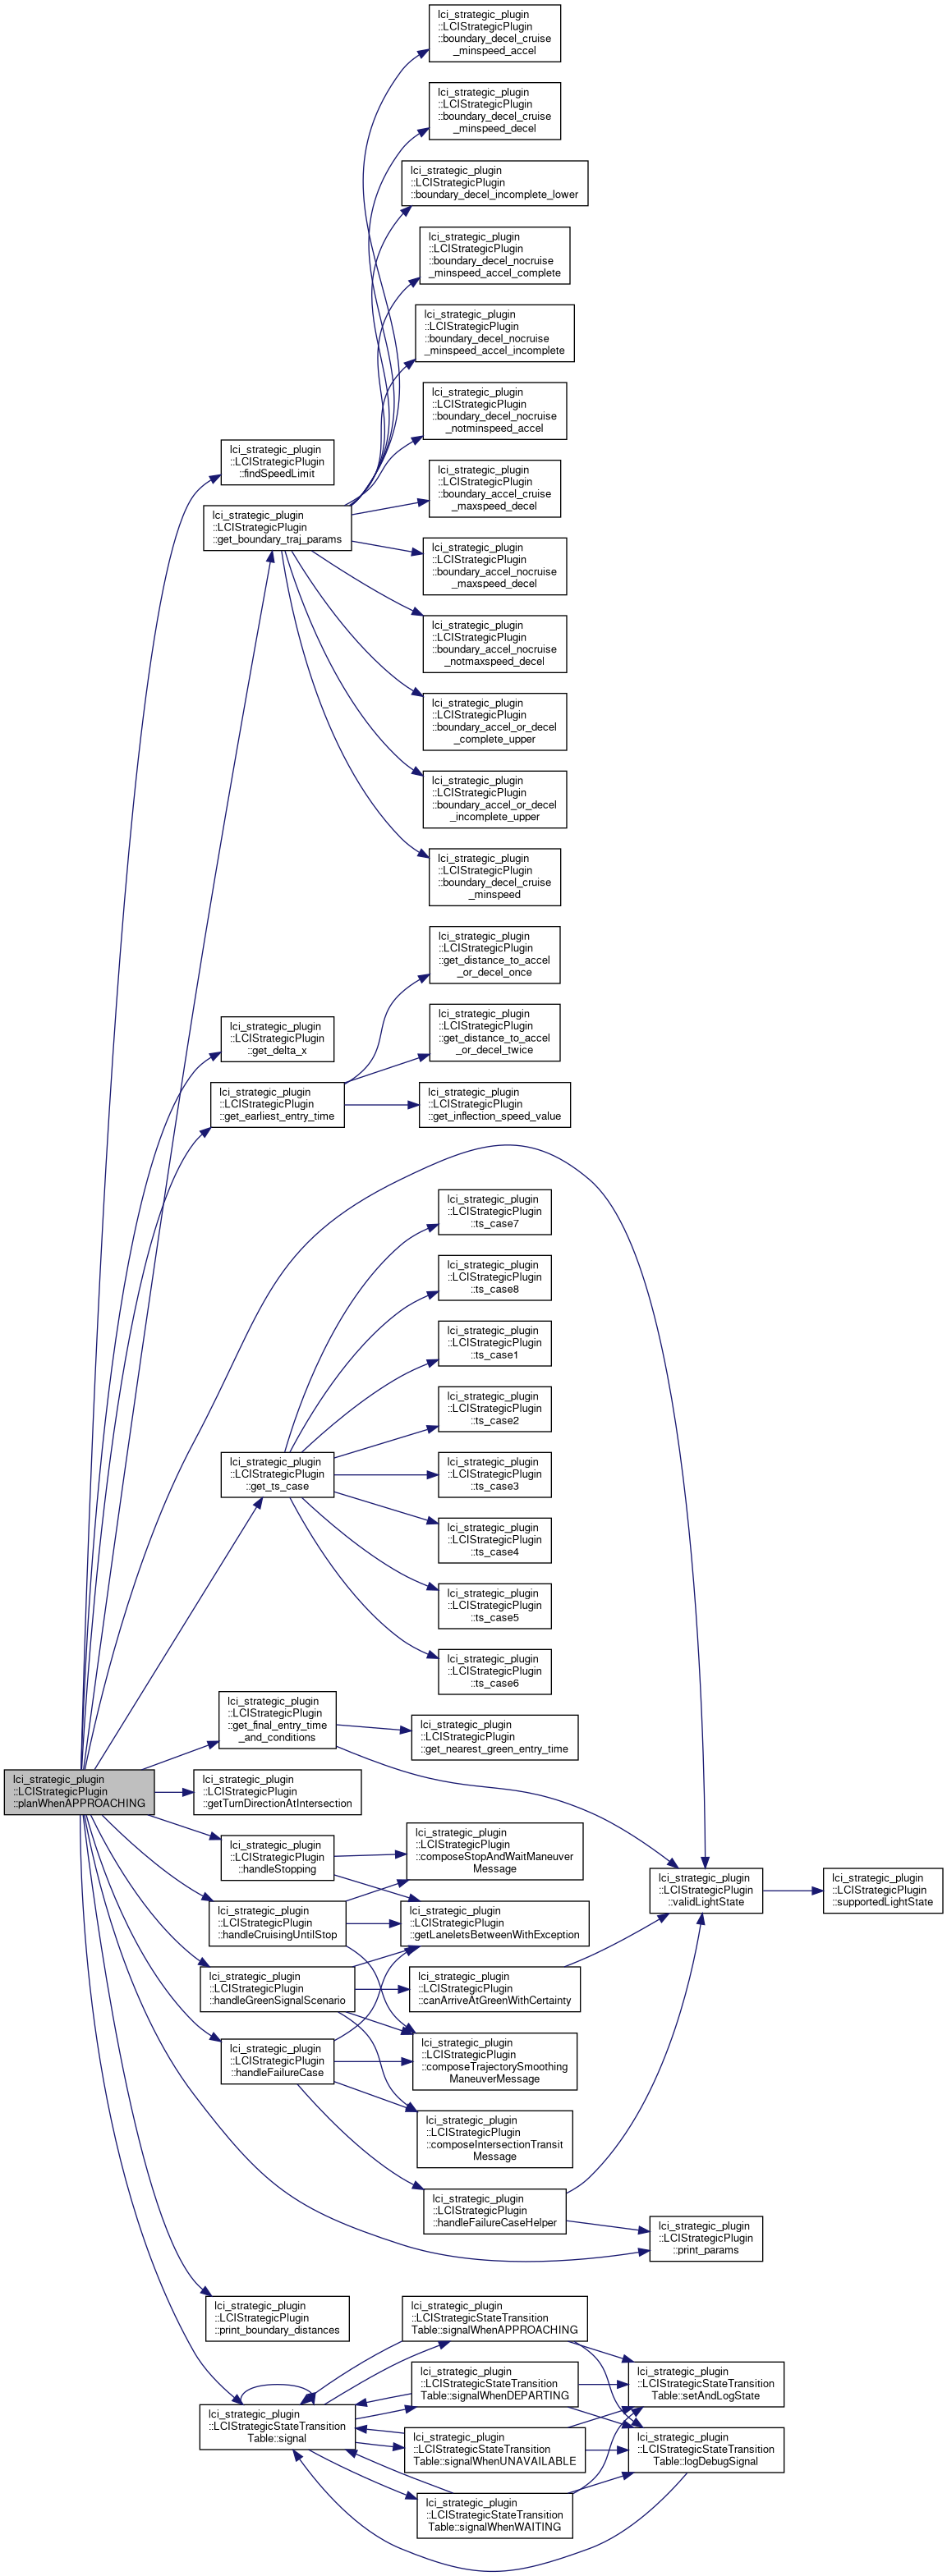 lci_strategic_plugin
::LCIStrategicPlugin
::boundary_decel_cruise
_minspeed_accel
lci_strategic_plugin
::LCIStrategicPlugin
::boundary_decel_cruise
_minspeed_decel
lci_strategic_plugin
::LCIStrategicPlugin
::boundary_decel_incomplete_lower
lci_strategic_plugin
::LCIStrategicPlugin
::boundary_decel_nocruise
_minspeed_accel_complete
lci_strategic_plugin
::LCIStrategicPlugin
::boundary_decel_nocruise
_minspeed_accel_incomplete
lci_strategic_plugin
::LCIStrategicPlugin
::boundary_decel_nocruise
_notminspeed_accel
lci_strategic_plugin
::LCIStrategicPlugin
::findSpeedLimit
lci_strategic_plugin
::LCIStrategicPlugin
::boundary_accel_cruise
_maxspeed_decel
lci_strategic_plugin
::LCIStrategicPlugin
::get_boundary_traj_params
lci_strategic_plugin
::LCIStrategicPlugin
::boundary_accel_nocruise
_maxspeed_decel
lci_strategic_plugin
::LCIStrategicPlugin
::boundary_accel_nocruise
_notmaxspeed_decel
lci_strategic_plugin
::LCIStrategicPlugin
::boundary_accel_or_decel
_complete_upper
lci_strategic_plugin
::LCIStrategicPlugin
::boundary_accel_or_decel
_incomplete_upper
lci_strategic_plugin
::LCIStrategicPlugin
::boundary_decel_cruise
_minspeed
lci_strategic_plugin
::LCIStrategicPlugin
::get_distance_to_accel
_or_decel_once
lci_strategic_plugin
::LCIStrategicPlugin
::get_delta_x
lci_strategic_plugin
::LCIStrategicPlugin
::get_distance_to_accel
_or_decel_twice
lci_strategic_plugin
::LCIStrategicPlugin
::get_earliest_entry_time
lci_strategic_plugin
::LCIStrategicPlugin
::get_inflection_speed_value
lci_strategic_plugin
::LCIStrategicPlugin
::ts_case7
lci_strategic_plugin
::LCIStrategicPlugin
::ts_case8
lci_strategic_plugin
::LCIStrategicPlugin
::ts_case1
lci_strategic_plugin
::LCIStrategicPlugin
::ts_case2
lci_strategic_plugin
::LCIStrategicPlugin
::get_ts_case
lci_strategic_plugin
::LCIStrategicPlugin
::ts_case3
lci_strategic_plugin
::LCIStrategicPlugin
::ts_case4
lci_strategic_plugin
::LCIStrategicPlugin
::ts_case5
lci_strategic_plugin
::LCIStrategicPlugin
::ts_case6
lci_strategic_plugin
::LCIStrategicPlugin
::get_final_entry_time
_and_conditions
lci_strategic_plugin
::LCIStrategicPlugin
::get_nearest_green_entry_time
lci_strategic_plugin
::LCIStrategicPlugin
::planWhenAPPROACHING
lci_strategic_plugin
::LCIStrategicPlugin
::getTurnDirectionAtIntersection
lci_strategic_plugin
::LCIStrategicPlugin
::handleStopping
lci_strategic_plugin
::LCIStrategicPlugin
::composeStopAndWaitManeuver
Message
lci_strategic_plugin
::LCIStrategicPlugin
::validLightState
lci_strategic_plugin
::LCIStrategicPlugin
::supportedLightState
lci_strategic_plugin
::LCIStrategicPlugin
::handleCruisingUntilStop
lci_strategic_plugin
::LCIStrategicPlugin
::getLaneletsBetweenWithException
lci_strategic_plugin
::LCIStrategicPlugin
::handleGreenSignalScenario
lci_strategic_plugin
::LCIStrategicPlugin
::canArriveAtGreenWithCertainty
lci_strategic_plugin
::LCIStrategicPlugin
::handleFailureCase
lci_strategic_plugin
::LCIStrategicPlugin
::composeTrajectorySmoothing
ManeuverMessage
lci_strategic_plugin
::LCIStrategicPlugin
::composeIntersectionTransit
Message
lci_strategic_plugin
::LCIStrategicPlugin
::handleFailureCaseHelper
lci_strategic_plugin
::LCIStrategicPlugin
::print_params
lci_strategic_plugin
::LCIStrategicPlugin
::print_boundary_distances
lci_strategic_plugin
::LCIStrategicStateTransition
Table::signalWhenAPPROACHING
lci_strategic_plugin
::LCIStrategicStateTransition
Table::signalWhenDEPARTING
lci_strategic_plugin
::LCIStrategicStateTransition
Table::setAndLogState
lci_strategic_plugin
::LCIStrategicStateTransition
Table::signal
lci_strategic_plugin
::LCIStrategicStateTransition
Table::signalWhenUNAVAILABLE
lci_strategic_plugin
::LCIStrategicStateTransition
Table::logDebugSignal
lci_strategic_plugin
::LCIStrategicStateTransition
Table::signalWhenWAITING